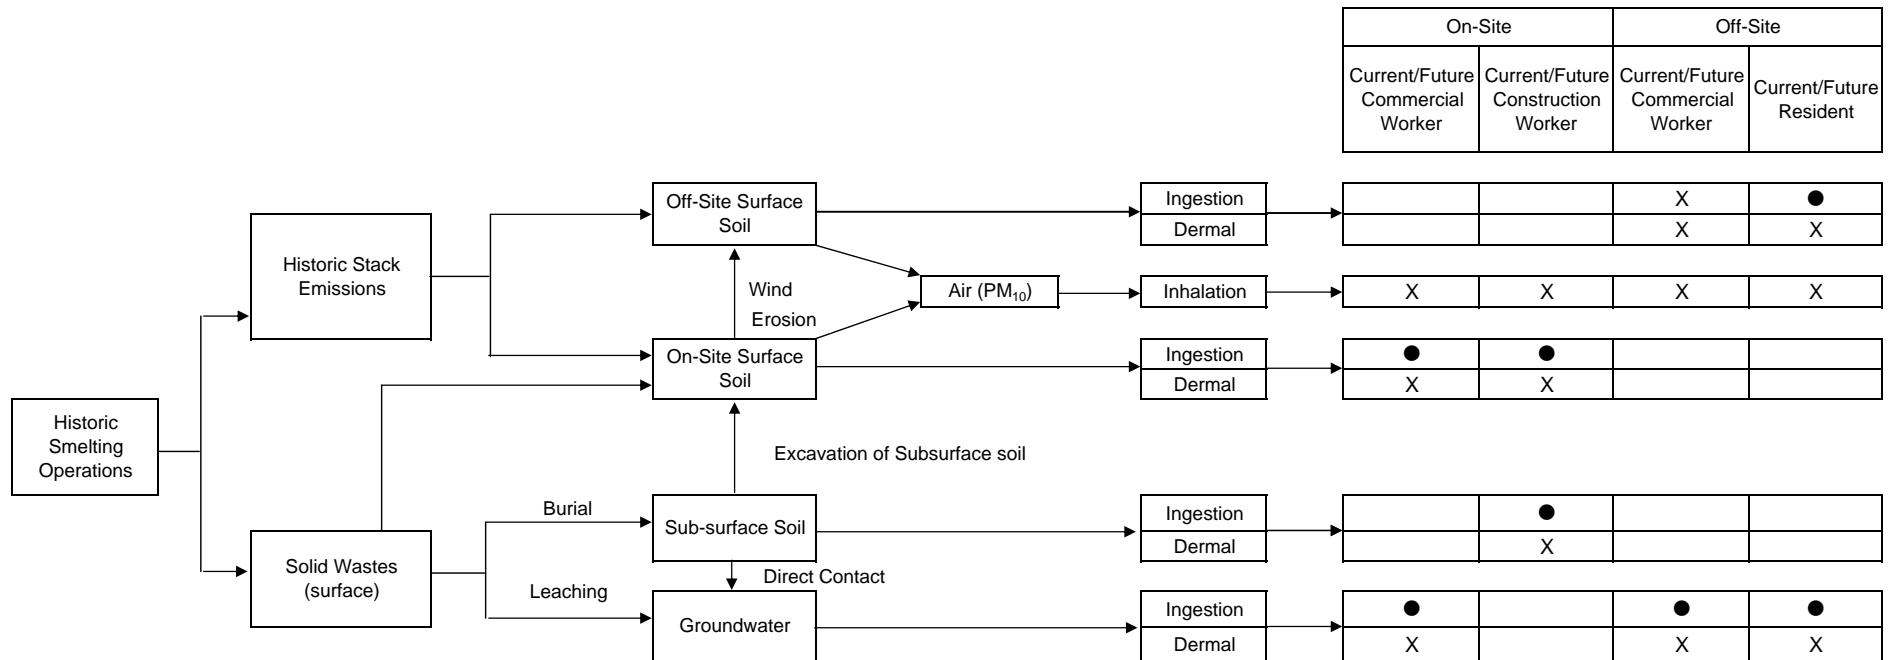 On-Site
Off-Site
Current/Future
Commercial
Worker
Current/Future
Construction
Worker
Current/Future
Commercial
Worker
Current/Future
Resident
Off-Site Surface
Soil
Ingestion
X
●
Dermal
X
X
Historic Stack
Emissions
Wind
Erosion
Air (PM₁₀)
Inhalation
X
X
X
X
On-Site Surface
Soil
Ingestion
●
●
Dermal
X
X
Historic
Smelting
Operations
Excavation of Subsurface soil
Burial
Sub-surface Soil
Ingestion
●
Dermal
X
Solid Wastes
(surface)
Direct Contact
Leaching
Groundwater
Ingestion
●
●
●
Dermal
X
X
X